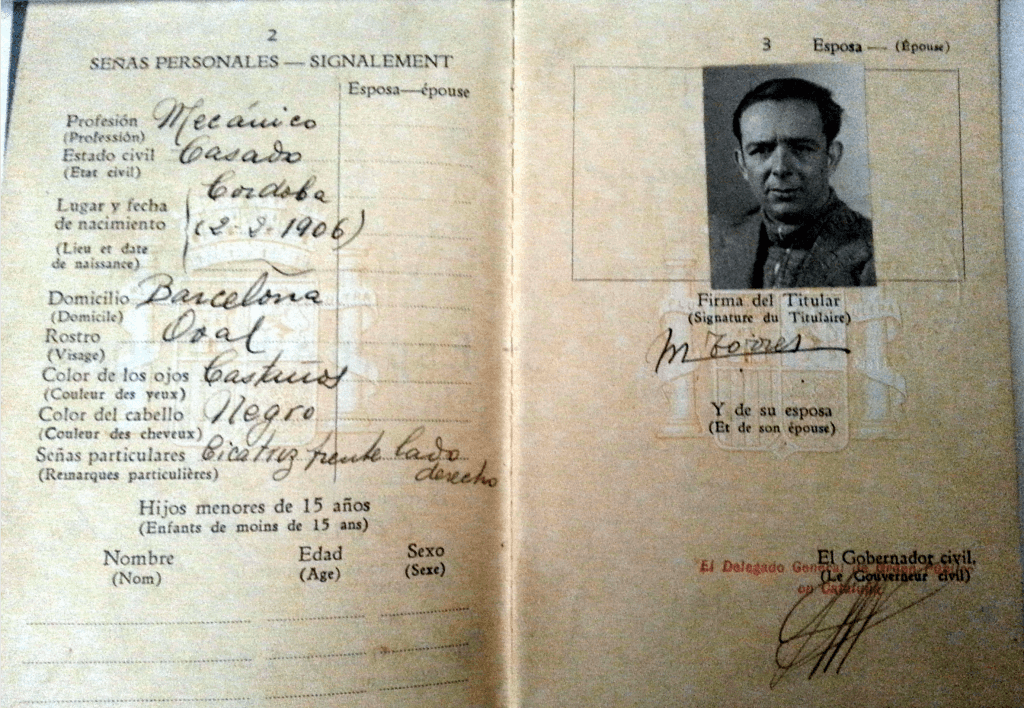 2
SEÑAS PERSONALES — SIGNALEMENT
Esposa—épouse
Profesión Mecánico
(Profession)
Estado civil Casado
(Etat civil)
Cordoba
Lugar y fecha
de nacimiento (2-2-1906)
(Lieu et date
de naissance)
Domicilio Barcelona
(Domicile)
Rostro Oval
(Visage)
Color de los ojos Castaños
(Couleur des yeux)
Color del cabello Negro
(Couleur des cheveux)
Señas particulares Cicatriz frente lado
(Remarques particulières) derecho
Hijos menores de 15 años
(Enfants de moins de 15 ans)
Nombre Edad Sexo
(Nom) (Age) (Sexe)
3 Esposa — (Épouse)
Firma del Titular
(Signature du Titulaire)
M Torres
Y de su esposa
(Et de son épouse)
El Gobernador civil,
El Delegado General de Orden Público
(Le Gouverneur civil)
en Cataluña